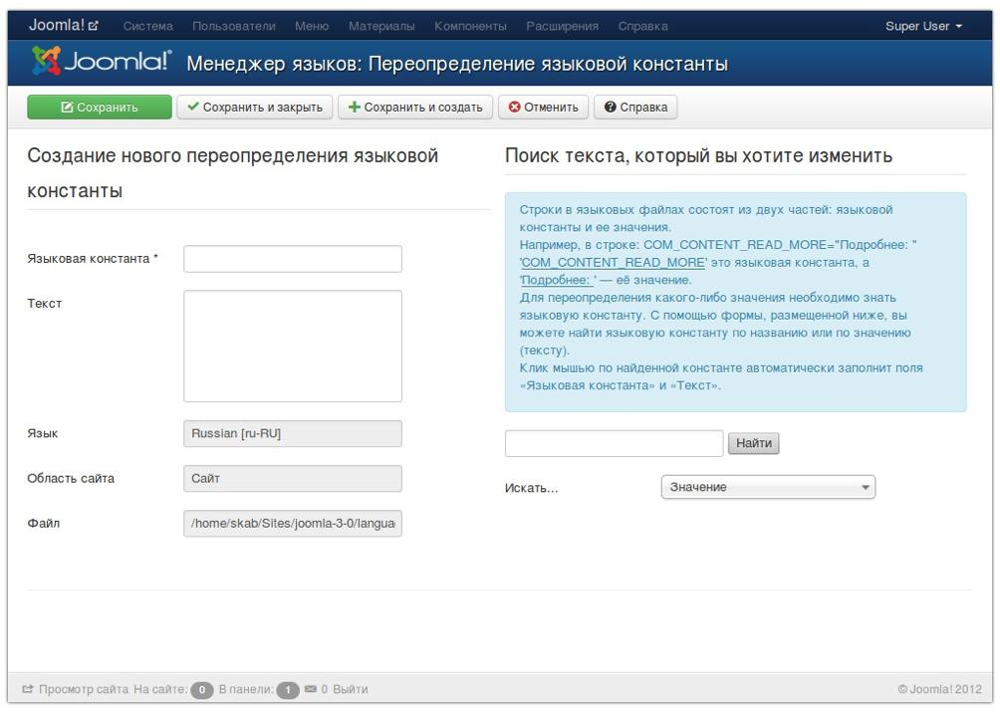 Joomla! Система Пользователи Меню Материалы Компоненты Расширения Справка Super User
Joomla!® Менеджер языков: Переопределение языковой константы
Сохранить Сохранить и закрыть Сохранить и создать Отменить Справка
Создание нового переопределения языковой
константы
Языковая константа *
Текст
Язык Russian [ru-RU]
Область сайта Сайт
Файл /home/skab/Sites/joomla-3-0/langua
Поиск текста, который вы хотите изменить
Строки в языковых файлах состоят из двух частей: языковой
константы и ее значения.
Например, в строке: COM_CONTENT_READ_MORE="Подробнее: "
'COM_CONTENT_READ_MORE' это языковая константа, а
'Подробнее: ' — её значение.
Для переопределения какого-либо значения необходимо знать
языковую константу. С помощью формы, размещенной ниже, вы
можете найти языковую константу по названию или по значению
(тексту).
Клик мышью по найденной константе автоматически заполнит поля
«Языковая константа» и «Текст».
Найти
Искать... Значение
Просмотр сайта На сайте: 0 В панели: 1 0 Выйти © Joomla! 2012